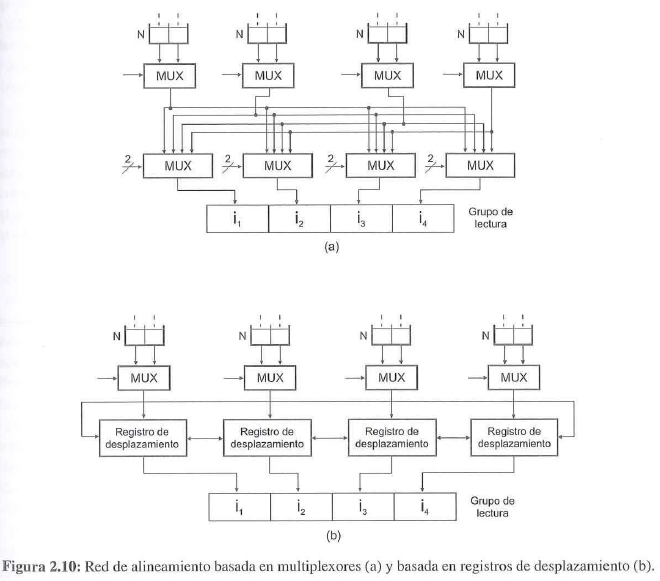 N N N N
MUX MUX MUX MUX
2 MUX 2 MUX 2 MUX 2 MUX
i1 i2 i3 i4 Grupo de
lectura
(a)
N N N N
MUX MUX MUX MUX
Registro de Registro de Registro de Registro de
desplazamiento desplazamiento desplazamiento desplazamiento
i1 i2 i3 i4 Grupo de
lectura
(b)
Figura 2.10: Red de alineamiento basada en multiplexores (a) y basada en registros de desplazamiento (b).